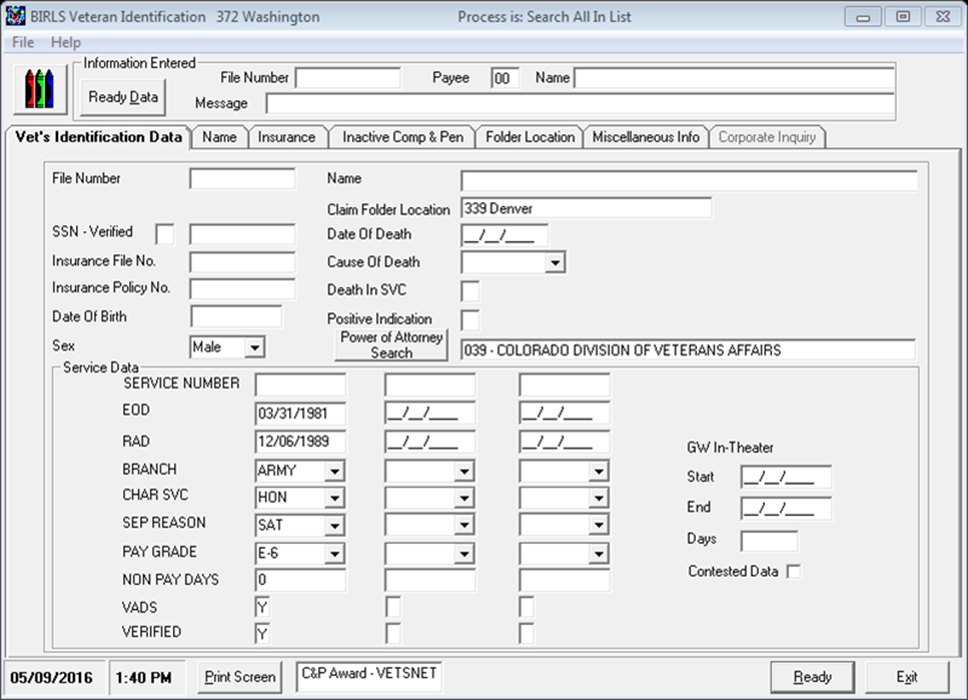 BIRLS Veteran Identification 372 Washington Process is: Search All In List
File Help
Information Entered
File Number Payee 00 Name
Ready Data
Message
Vet's Identification Data Name Insurance Inactive Comp & Pen Folder Location Miscellaneous Info Corporate Inquiry
File Number Name
Claim Folder Location 339 Denver
SSN - Verified Date Of Death __/__/____
Insurance File No. Cause Of Death
Insurance Policy No. Death In SVC
Date Of Birth Positive Indication
Sex Male Power of Attorney Search 039 - COLORADO DIVISION OF VETERANS AFFAIRS
Service Data
SERVICE NUMBER
EOD 03/31/1981 __/__/____ __/__/____
RAD 12/06/1989 __/__/____ __/__/____
GW In-Theater
BRANCH ARMY
Start __/__/____
CHAR SVC HON
End __/__/____
SEP REASON SAT
Days
PAY GRADE E-6
Contested Data
NON PAY DAYS 0
VADS Y
VERIFIED Y
05/09/2016 1:40 PM Print Screen C&P Award - VETSNET Ready Exit